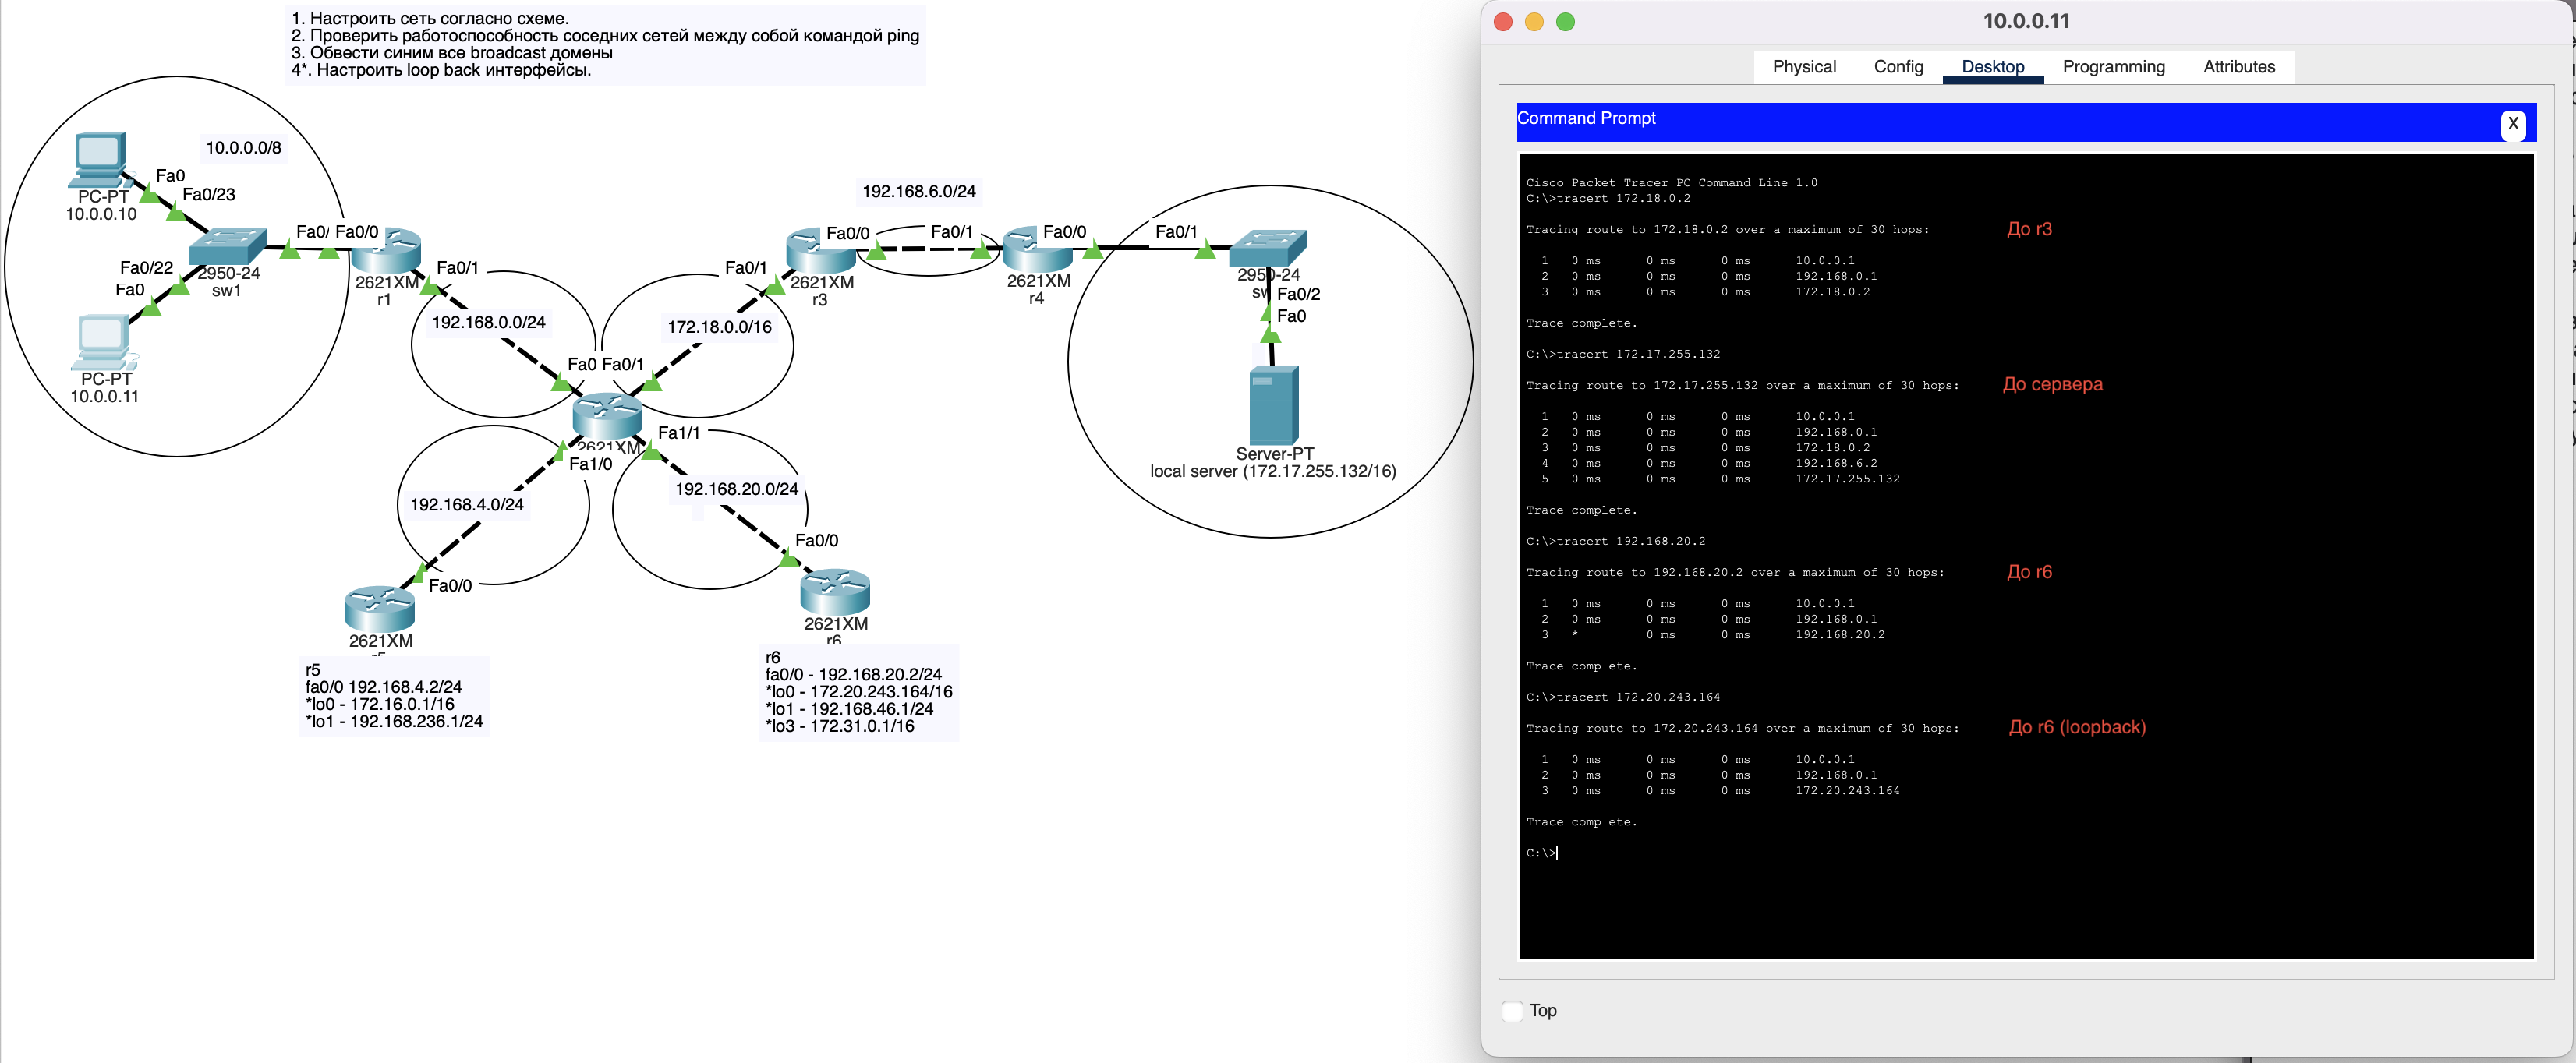 1. Настроить сеть согласно схеме.
2. Проверить работоспособность соседних сетей между собой командой ping
3. Обвести синим все broadcast домены
4*. Настроить loop back интерфейсы.
10.0.0.0/8
Fa0
Fa0/23
PC-PT
10.0.0.10
Fa0/
Fa0/0
Fa0/22
Fa0
2950-24
sw1
2621XM
r1
Fa0/1
PC-PT
10.0.0.11
192.168.0.0/24
192.168.6.0/24
Fa0/0
Fa0/1
Fa0/0
Fa0/1
Fa0/1
2621XM
r3
2621XM
r4
2950-24
sw
Fa0/2
Fa0
172.18.0.0/16
Fa0
Fa0/1
2621XM
Fa1/1
Fa1/0
Server-PT
local server (172.17.255.132/16)
192.168.4.0/24
192.168.20.0/24
Fa0/0
Fa0/0
2621XM
r5
2621XM
r6
r5
fa0/0 192.168.4.2/24
*lo0 - 172.16.0.1/16
*lo1 - 192.168.236.1/24
r6
fa0/0 - 192.168.20.2/24
*lo0 - 172.20.243.164/16
*lo1 - 192.168.46.1/24
*lo3 - 172.31.0.1/16
10.0.0.11
Physical Config Desktop Programming Attributes
Command Prompt
X
Cisco Packet Tracer PC Command Line 1.0
C:\>tracert 172.18.0.2
Tracing route to 172.18.0.2 over a maximum of 30 hops: До r3
1 0 ms 0 ms 0 ms 10.0.0.1
2 0 ms 0 ms 0 ms 192.168.0.1
3 0 ms 0 ms 0 ms 172.18.0.2
Trace complete.
C:\>tracert 172.17.255.132
Tracing route to 172.17.255.132 over a maximum of 30 hops: До сервера
1 0 ms 0 ms 0 ms 10.0.0.1
2 0 ms 0 ms 0 ms 192.168.0.1
3 0 ms 0 ms 0 ms 172.18.0.2
4 0 ms 0 ms 0 ms 192.168.6.2
5 0 ms 0 ms 0 ms 172.17.255.132
Trace complete.
C:\>tracert 192.168.20.2
Tracing route to 192.168.20.2 over a maximum of 30 hops: До r6
1 0 ms 0 ms 0 ms 10.0.0.1
2 0 ms 0 ms 0 ms 192.168.0.1
3 * 0 ms 0 ms 192.168.20.2
Trace complete.
C:\>tracert 172.20.243.164
Tracing route to 172.20.243.164 over a maximum of 30 hops: До r6 (loopback)
1 0 ms 0 ms 0 ms 10.0.0.1
2 0 ms 0 ms 0 ms 192.168.0.1
3 0 ms 0 ms 0 ms 172.20.243.164
Trace complete.
C:\>
Top